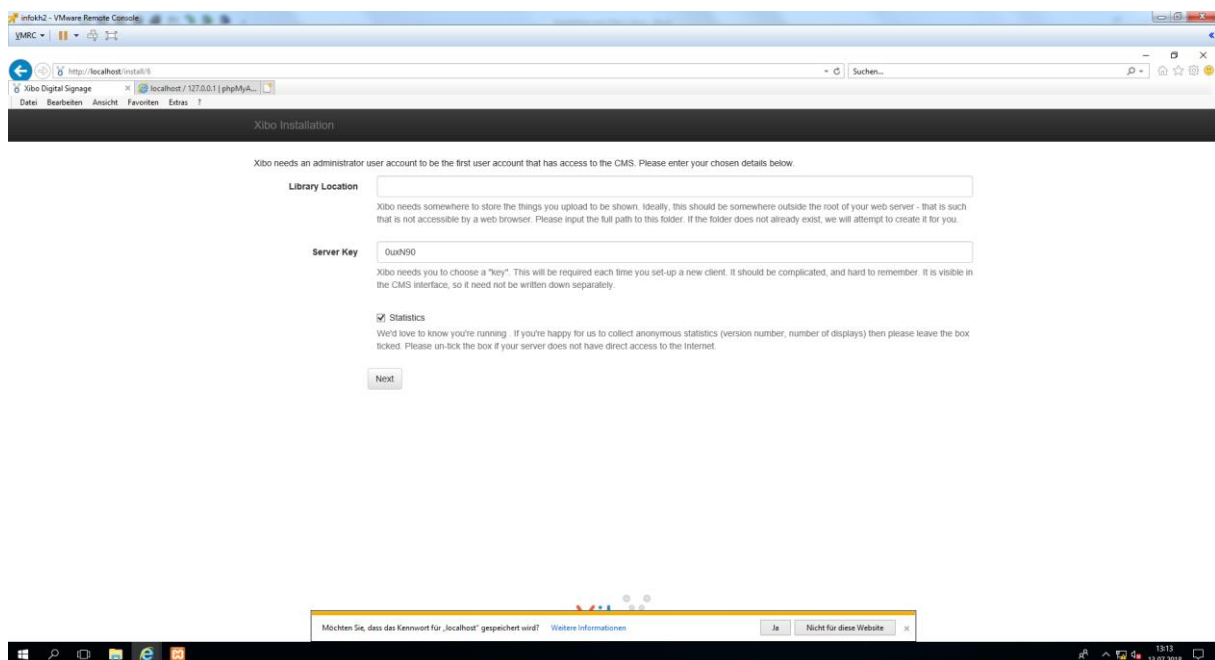 infokh2 - VMware Remote Console
VMRC
http://localhost/install/6
Suchen...
Xibo Digital Signage
localhost / 127.0.0.1 | phpMyA...
Datei Bearbeiten Ansicht Favoriten Extras ?
Xibo Installation
Xibo needs an administrator user account to be the first user account that has access to the CMS. Please enter your chosen details below.
Library Location
Xibo needs somewhere to store the things you upload to be shown. Ideally, this should be somewhere outside the root of your web server - that is such
that is not accessible by a web browser. Please input the full path to this folder. If the folder does not already exist, we will attempt to create it for you.
Server Key
0uxN90
Xibo needs you to choose a "key". This will be required each time you set-up a new client. It should be complicated, and hard to remember. It is visible in
the CMS interface, so it need not be written down separately.
Statistics
We'd love to know you're running . If you're happy for us to collect anonymous statistics (version number, number of displays) then please leave the box
ticked. Please un-tick the box if your server does not have direct access to the Internet.
Next
Möchten Sie, dass das Kennwort für „localhost" gespeichert wird? Weitere Informationen
Ja
Nicht für diese Website
13:13
13.07.2018